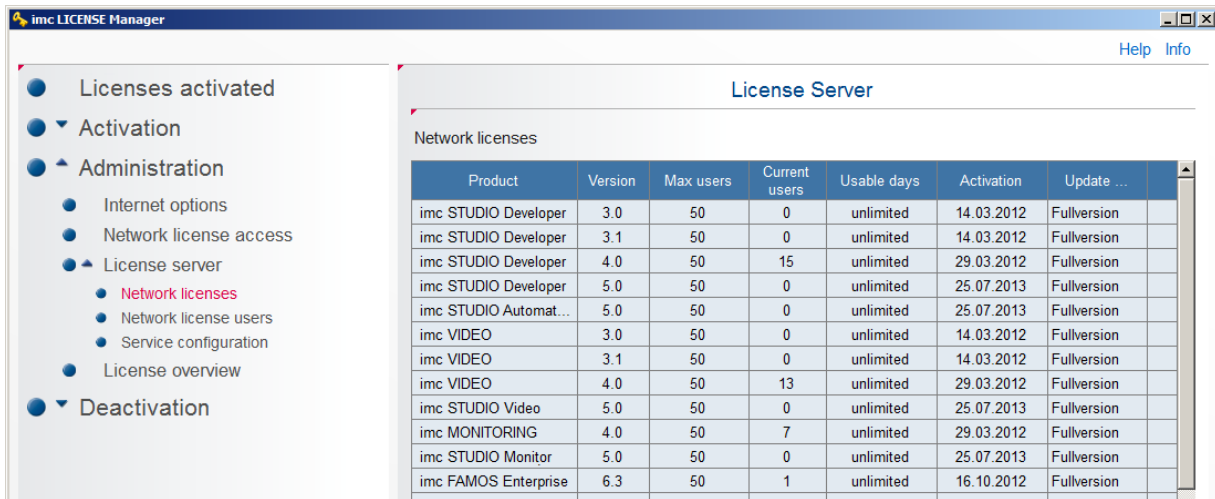 imc LICENSE Manager
Help Info
Licenses activated
Activation
Administration
Internet options
Network license access
License server
Network licenses
Network license users
Service configuration
License overview
Deactivation
License Server
Network licenses
Product Version Max users Current users Usable days Activation Update ...
imc STUDIO Developer 3.0 50 0 unlimited 14.03.2012 Fullversion
imc STUDIO Developer 3.1 50 0 unlimited 14.03.2012 Fullversion
imc STUDIO Developer 4.0 50 15 unlimited 29.03.2012 Fullversion
imc STUDIO Developer 5.0 50 0 unlimited 25.07.2013 Fullversion
imc STUDIO Automat... 5.0 50 0 unlimited 25.07.2013 Fullversion
imc VIDEO 3.0 50 0 unlimited 14.03.2012 Fullversion
imc VIDEO 3.1 50 0 unlimited 14.03.2012 Fullversion
imc VIDEO 4.0 50 13 unlimited 29.03.2012 Fullversion
imc STUDIO Video 5.0 50 0 unlimited 25.07.2013 Fullversion
imc MONITORING 4.0 50 7 unlimited 29.03.2012 Fullversion
imc STUDIO Monitor 5.0 50 0 unlimited 25.07.2013 Fullversion
imc FAMOS Enterprise 6.3 50 1 unlimited 16.10.2012 Fullversion